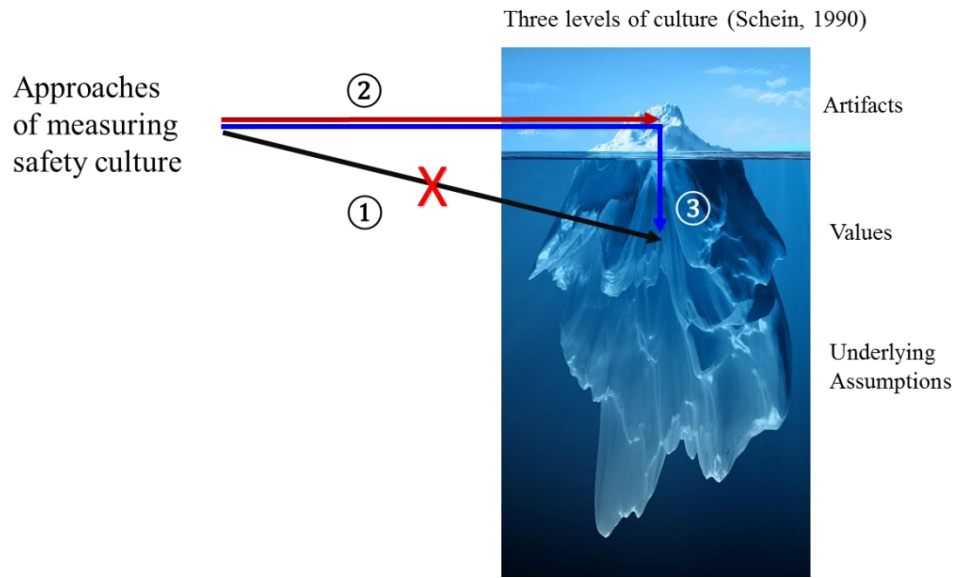 Three levels of culture (Schein, 1990)
Approaches
of measuring
safety culture
②
Artifacts
X
①
③
Values
Underlying
Assumptions